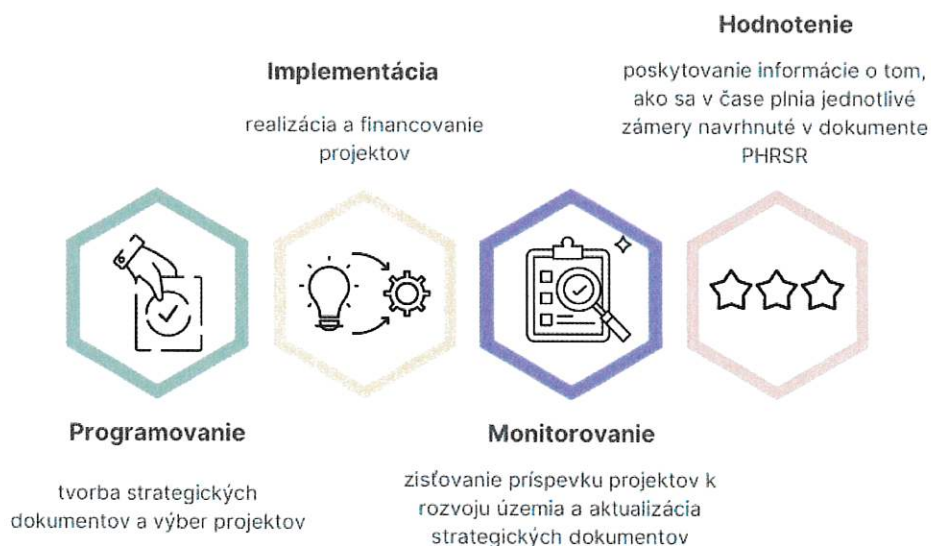 Hodnotenie
poskytovanie informácie o tom,
ako sa v čase plnia jednotlivé
zámery navrhnuté v dokumente
PHRSR
Implementácia
realizácia a financovanie
projektov
Programovanie
tvorba strategických
dokumentov a výber projektov
Monitorovanie
zisťovanie príspevku projektov k
rozvoju územia a aktualizácia
strategických dokumentov